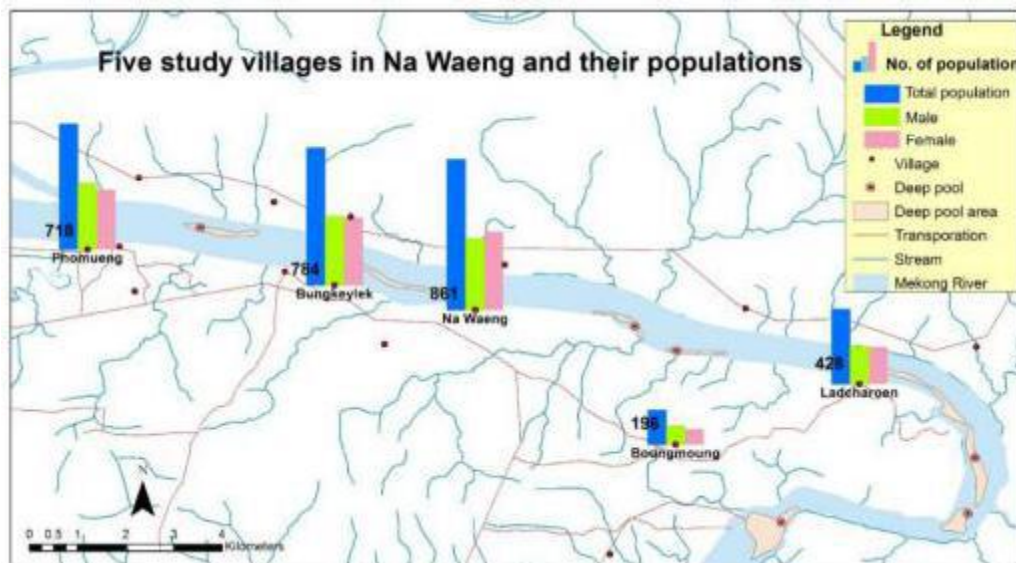 Five study villages in Na Waeng and their populations
Legend
No. of population
Total population
Male
Female
Village
Deep pool
Deep pool area
Transporation
Stream
Mekong River
718
Phomueng
784
Bungkeylek
861
Na Waeng
428
Ladcharoen
196
Boungmoung
N
0 0.5 1 2 3 4
Kilometers